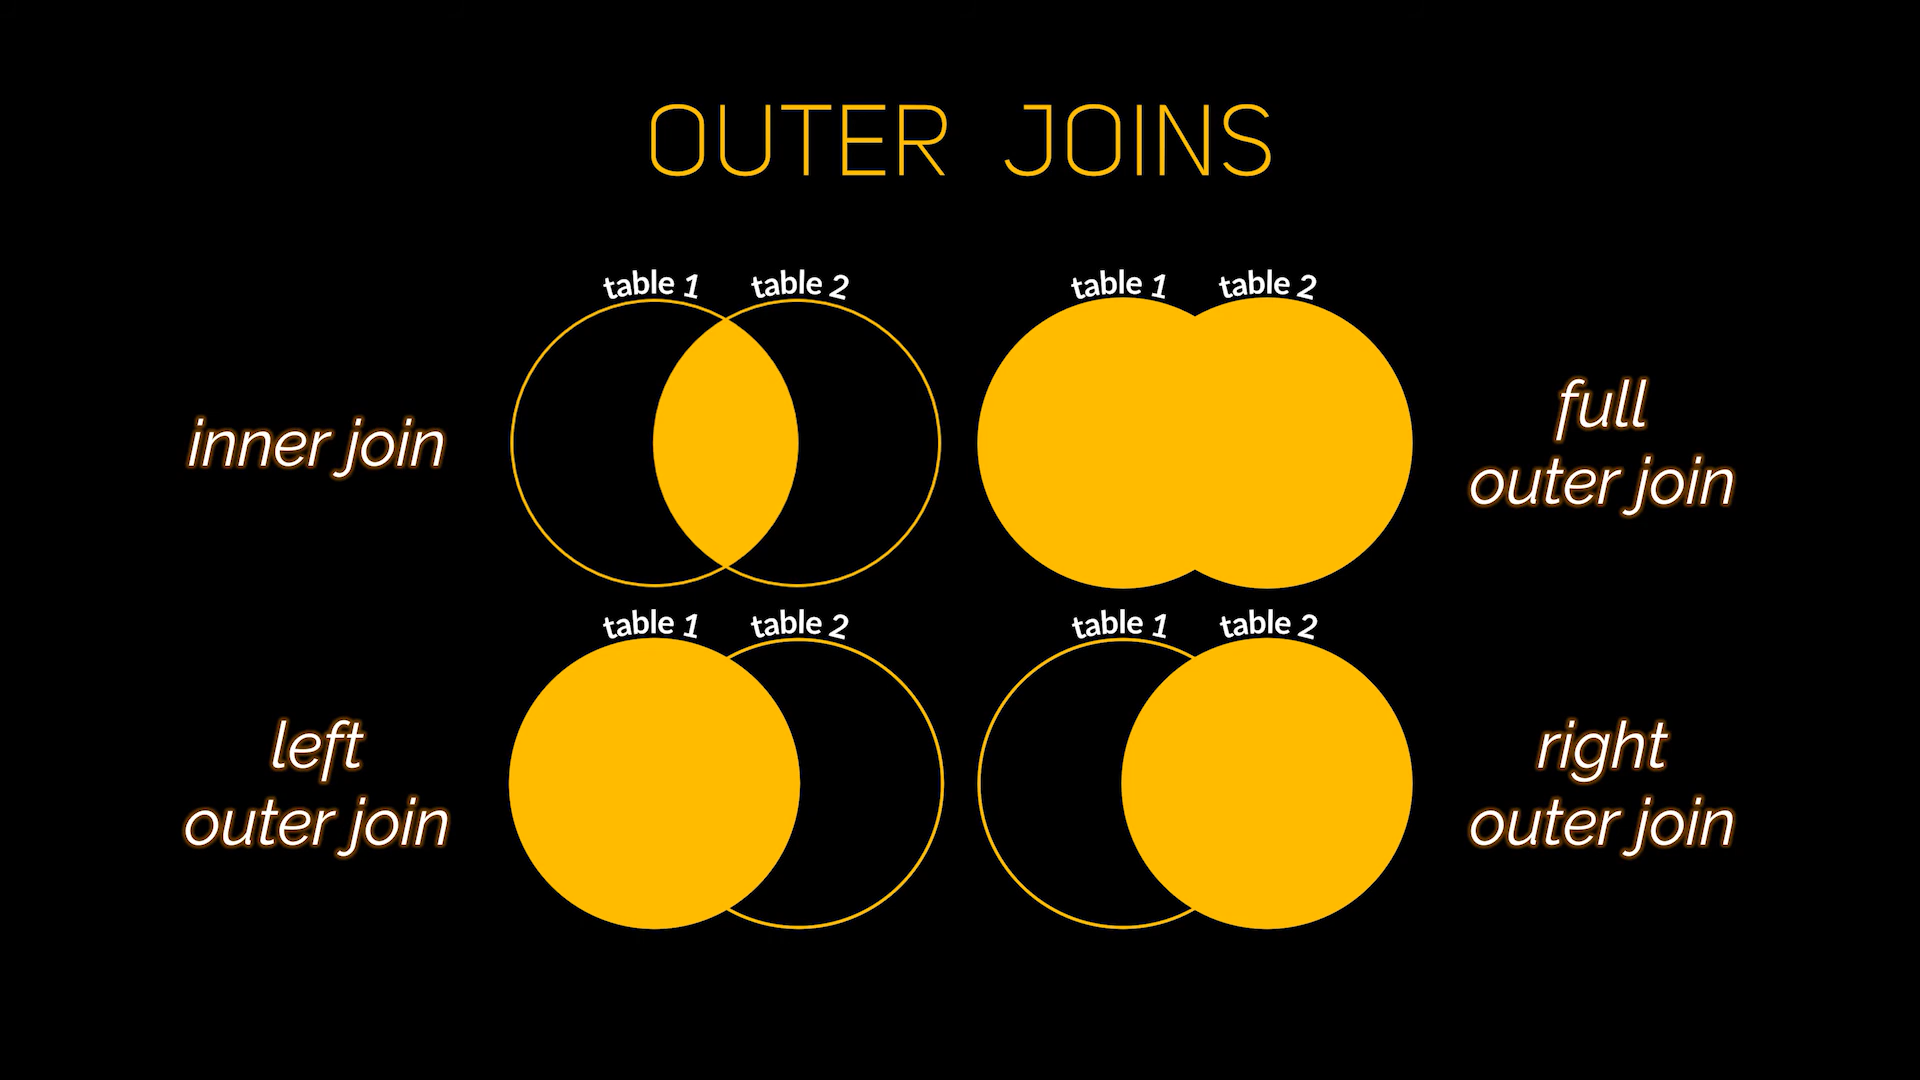 OUTER JOINS
table 1 table 2
table 1 table 2
inner join
full
outer join
table 1 table 2
table 1 table 2
left
outer join
right
outer join